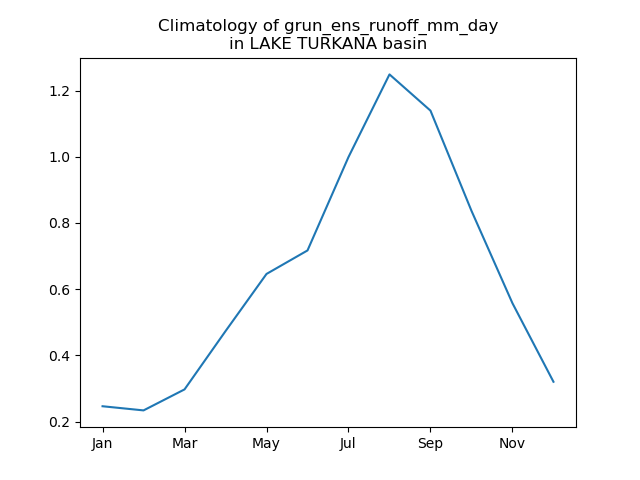 Climatology of grun_ens_runoff_mm_day
in LAKE TURKANA basin
1.2
1.0
0.8
0.6
0.4
0.2
Jan Mar May Jul Sep Nov